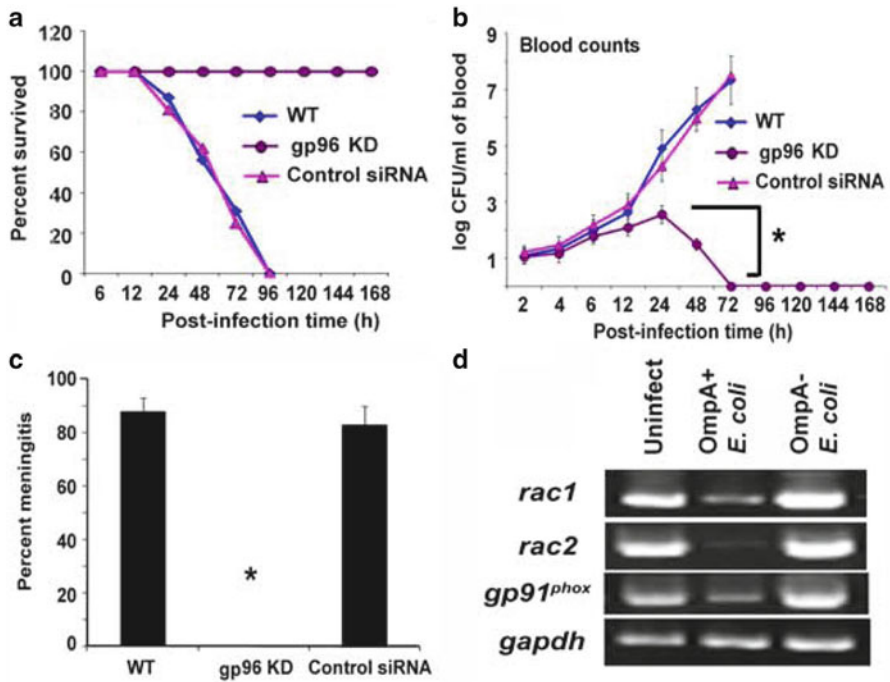 a
Percent survived
120
100
80
60
40
20
0
WT
gp96 KD
Control siRNA
6 12 24 48 72 96 120 144 168
Post-infection time (h)
b
Blood counts
log CFU/ml of blood
9
7
5
3
1
WT
gp96 KD
Control siRNA
*
2 4 6 12 24 48 72 96 120 144 168
Post-infection time (h)
c
Percent meningitis
100
80
60
40
20
0
*
WT gp96 KD Control siRNA
d
Uninfect
OmpA+
E. coli
OmpA-
E. coli
rac1
rac2
gp91phox
gapdh